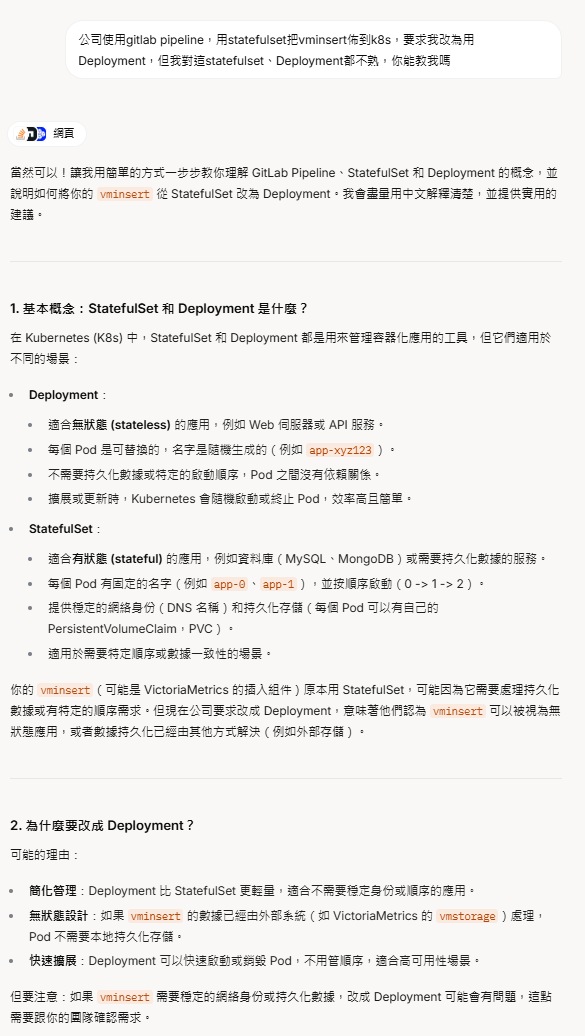 公司使用gitlab pipeline，用statefulset把vminsert佈到k8s，要求我改為用
Deployment，但我對這statefulset、Deployment都不熟，你能教我嗎
網頁
當然可以！讓我用簡單的方式一步步教你理解 GitLab Pipeline、StatefulSet 和 Deployment 的概念，並
說明如何將你的 vminsert 從 StatefulSet 改為 Deployment。我會盡量用中文解釋清楚，並提供實用的
建議。
1. 基本概念：StatefulSet 和 Deployment 是什麼？
在 Kubernetes (K8s) 中，StatefulSet 和 Deployment 都是用來管理容器化應用的工具，但它們適用於
不同的場景：
• Deployment：
• 適合無狀態 (stateless) 的應用，例如 Web 伺服器或 API 服務。
• 每個 Pod 是可替換的，名字是隨機生成的（例如 app-xyz123）。
• 不需要持久化數據或特定的啟動順序，Pod 之間沒有依賴關係。
• 擴展或更新時，Kubernetes 會隨機啟動或終止 Pod，效率高且簡單。
• StatefulSet：
• 適合有狀態 (stateful) 的應用，例如資料庫（MySQL、MongoDB）或需要持久化數據的服務。
• 每個 Pod 有固定的名字（例如 app-0、app-1），並按順序啟動（0 -> 1 -> 2）。
• 提供穩定的網絡身份（DNS 名稱）和持久化存儲（每個 Pod 可以有自己的
PersistentVolumeClaim，PVC）。
• 適用於需要特定順序或數據一致性的場景。
你的 vminsert（可能是 VictoriaMetrics 的插入組件）原本用 StatefulSet，可能因為它需要處理持久化
數據或有特定的順序需求。但現在公司要求改成 Deployment，意味著他們認為 vminsert 可以被視為無
狀態應用，或者數據持久化已經由其他方式解決（例如外部存儲）。
2. 為什麼要改成 Deployment？
可能的理由：
• 簡化管理：Deployment 比 StatefulSet 更輕量，適合不需要穩定身份或順序的應用。
• 無狀態設計：如果 vminsert 的數據已經由外部系統（如 VictoriaMetrics 的 vmstorage）處理，
Pod 不需要本地持久化存儲。
• 快速擴展：Deployment 可以快速啟動或銷毀 Pod，不用管順序，適合高可用性場景。
但要注意：如果 vminsert 需要穩定的網絡身份或持久化數據，改成 Deployment 可能會有問題，這點
需要跟你的團隊確認需求。